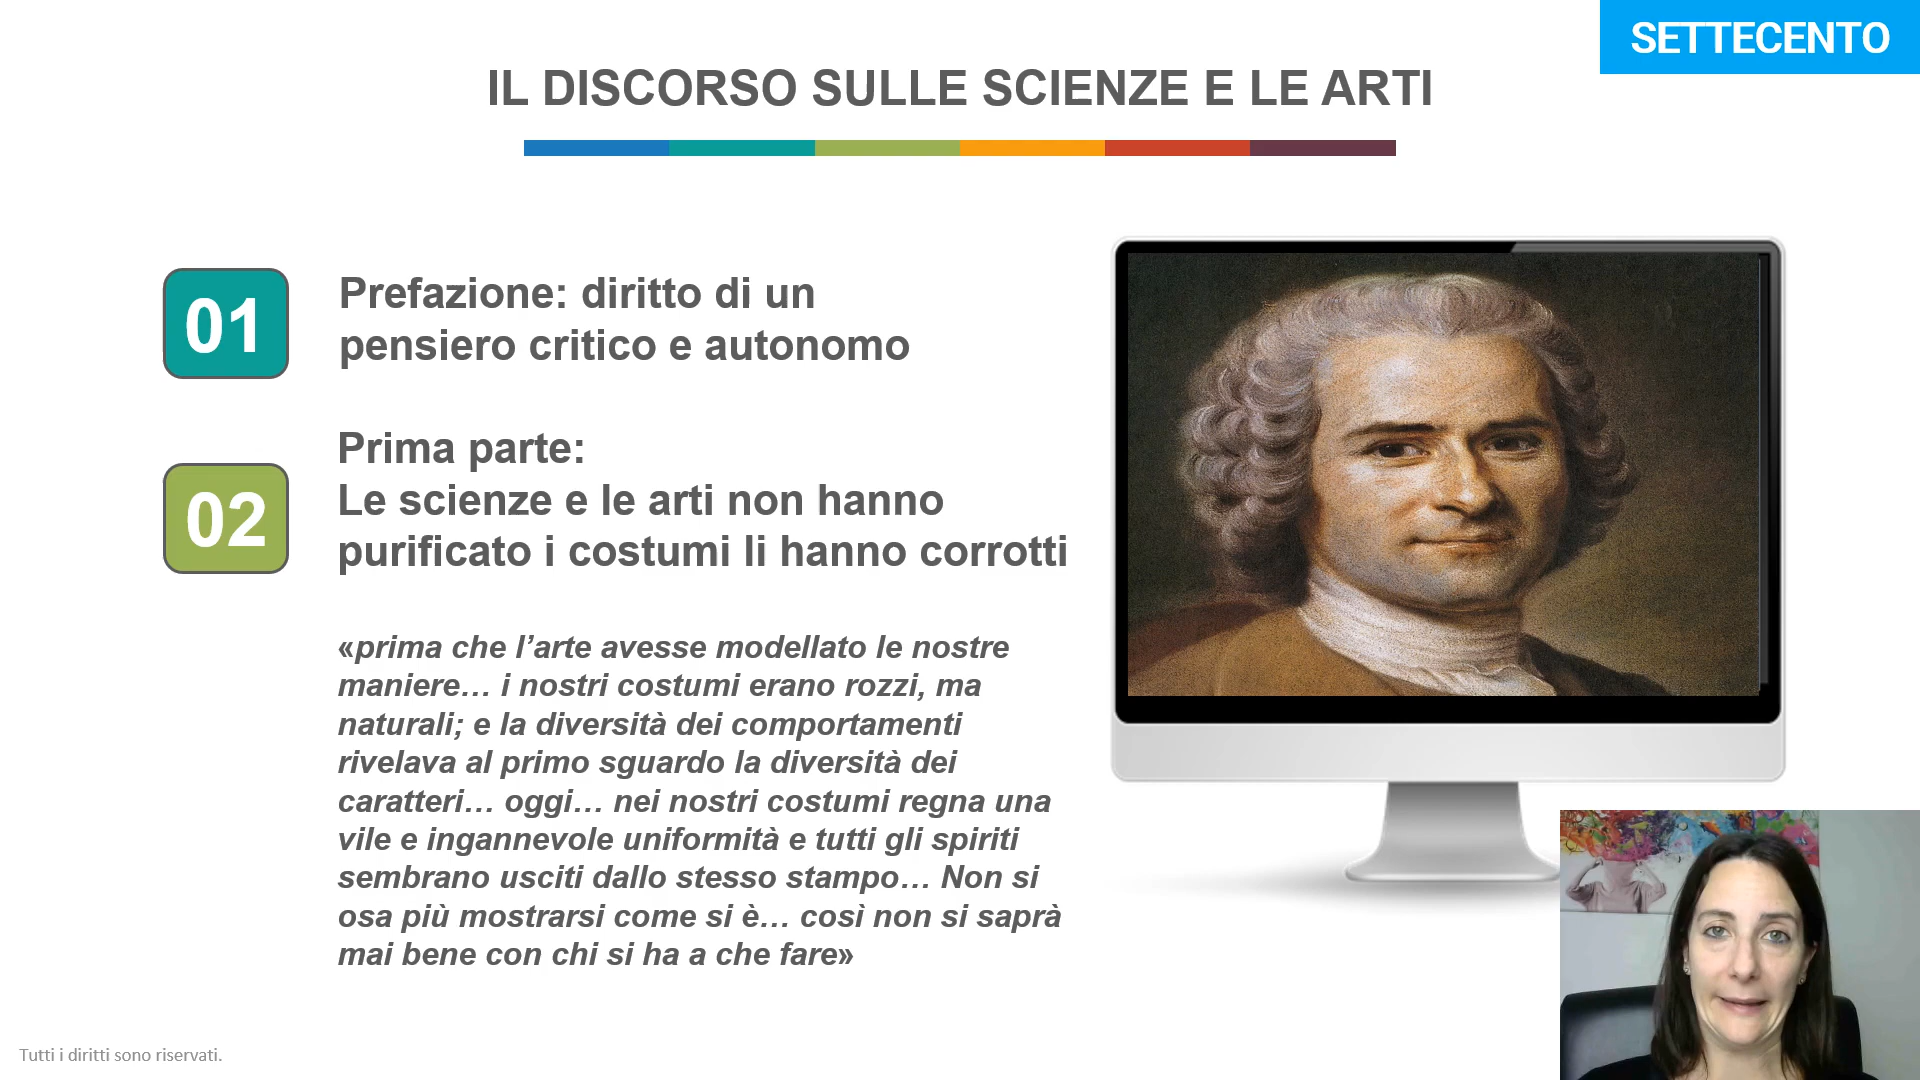 SETTECENTO
IL DISCORSO SULLE SCIENZE E LE ARTI
01
Prefazione: diritto di un
pensiero critico e autonomo
02
Prima parte:
Le scienze e le arti non hanno
purificato i costumi li hanno corrotti
«prima che l’arte avesse modellato le nostre
maniere… i nostri costumi erano rozzi, ma
naturali; e la diversità dei comportamenti
rivelava al primo sguardo la diversità dei
caratteri… oggi… nei nostri costumi regna una
vile e ingannevole uniformità e tutti gli spiriti
sembrano usciti dallo stesso stampo… Non si
osa più mostrarsi come si è… così non si saprà
mai bene con chi si ha a che fare»
Tutti i diritti sono riservati.